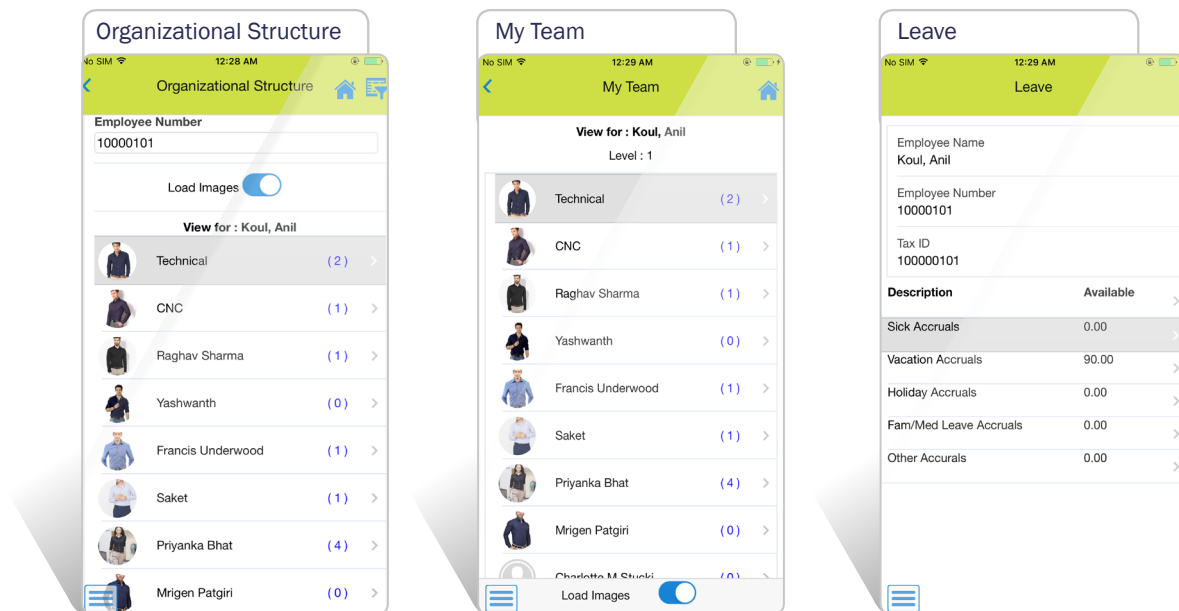 Organizational Structure
No SIM 12:28 AM
Organizational Structure
Employee Number
10000101
Load Images
View for : Koul, Anil
Technical (2)
CNC (1)
Raghav Sharma (1)
Yashwanth (0)
Francis Underwood (1)
Saket (1)
Priyanka Bhat (4)
Mrigen Patgiri (0)
My Team
No SIM 12:29 AM
My Team
View for : Koul, Anil
Level : 1
Technical (2)
CNC (1)
Raghav Sharma (1)
Yashwanth (0)
Francis Underwood (1)
Saket (1)
Priyanka Bhat (4)
Mrigen Patgiri (0)
Charlotte M Stucki (0)
Load Images
Leave
No SIM 12:29 AM
Leave
Employee Name
Koul, Anil
Employee Number
10000101
Tax ID
100000101
Description Available
Sick Accruals 0.00
Vacation Accruals 90.00
Holiday Accruals 0.00
Fam/Med Leave Accruals 0.00
Other Accurals 0.00